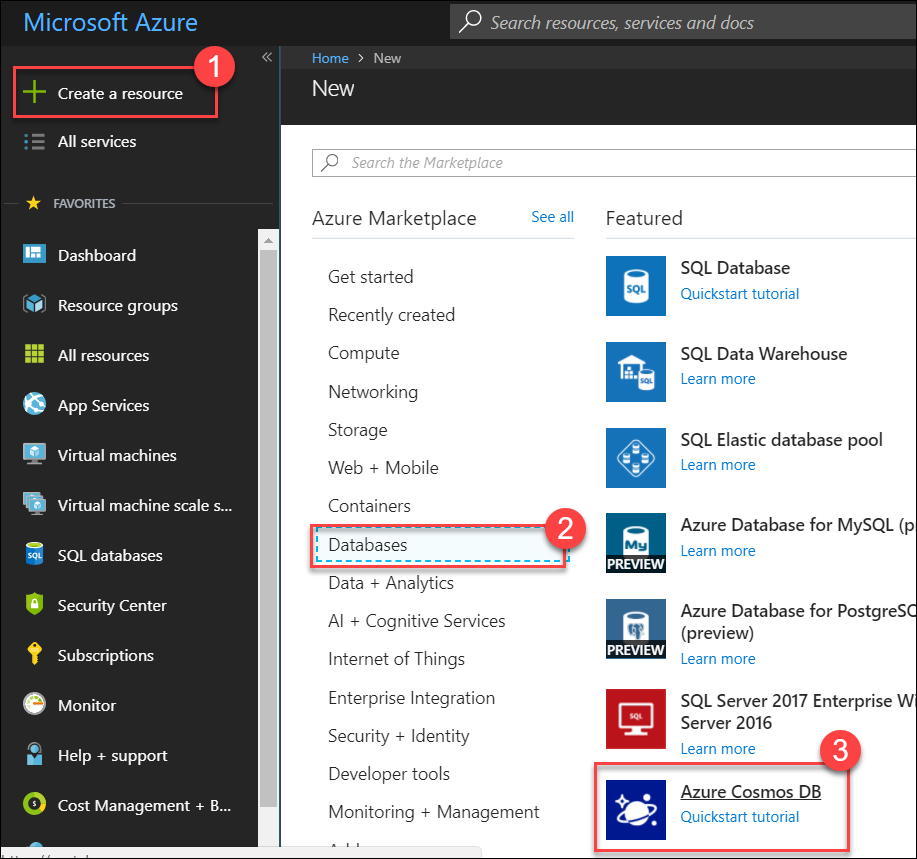 Microsoft Azure
Search resources, services and docs
«
Home > New
New
1
Create a resource
All services
FAVORITES
Dashboard
Resource groups
All resources
App Services
Virtual machines
Virtual machine scale s...
SQL databases
Security Center
Subscriptions
Monitor
Help + support
Cost Management + B...
Search the Marketplace
Azure Marketplace
See all
Get started
Recently created
Compute
Networking
Storage
Web + Mobile
Containers
Databases
2
Data + Analytics
AI + Cognitive Services
Internet of Things
Enterprise Integration
Security + Identity
Developer tools
Monitoring + Management
Featured
SQL
SQL Database
Quickstart tutorial
SQL
SQL Data Warehouse
Learn more
SQL Elastic database pool
Learn more
My
PREVIEW
Azure Database for MySQL (p
Learn more
PREVIEW
Azure Database for PostgreSQ
(preview)
Learn more
SQL
SQL Server 2017 Enterprise Wi
Server 2016
Learn more
3
Azure Cosmos DB
Quickstart tutorial